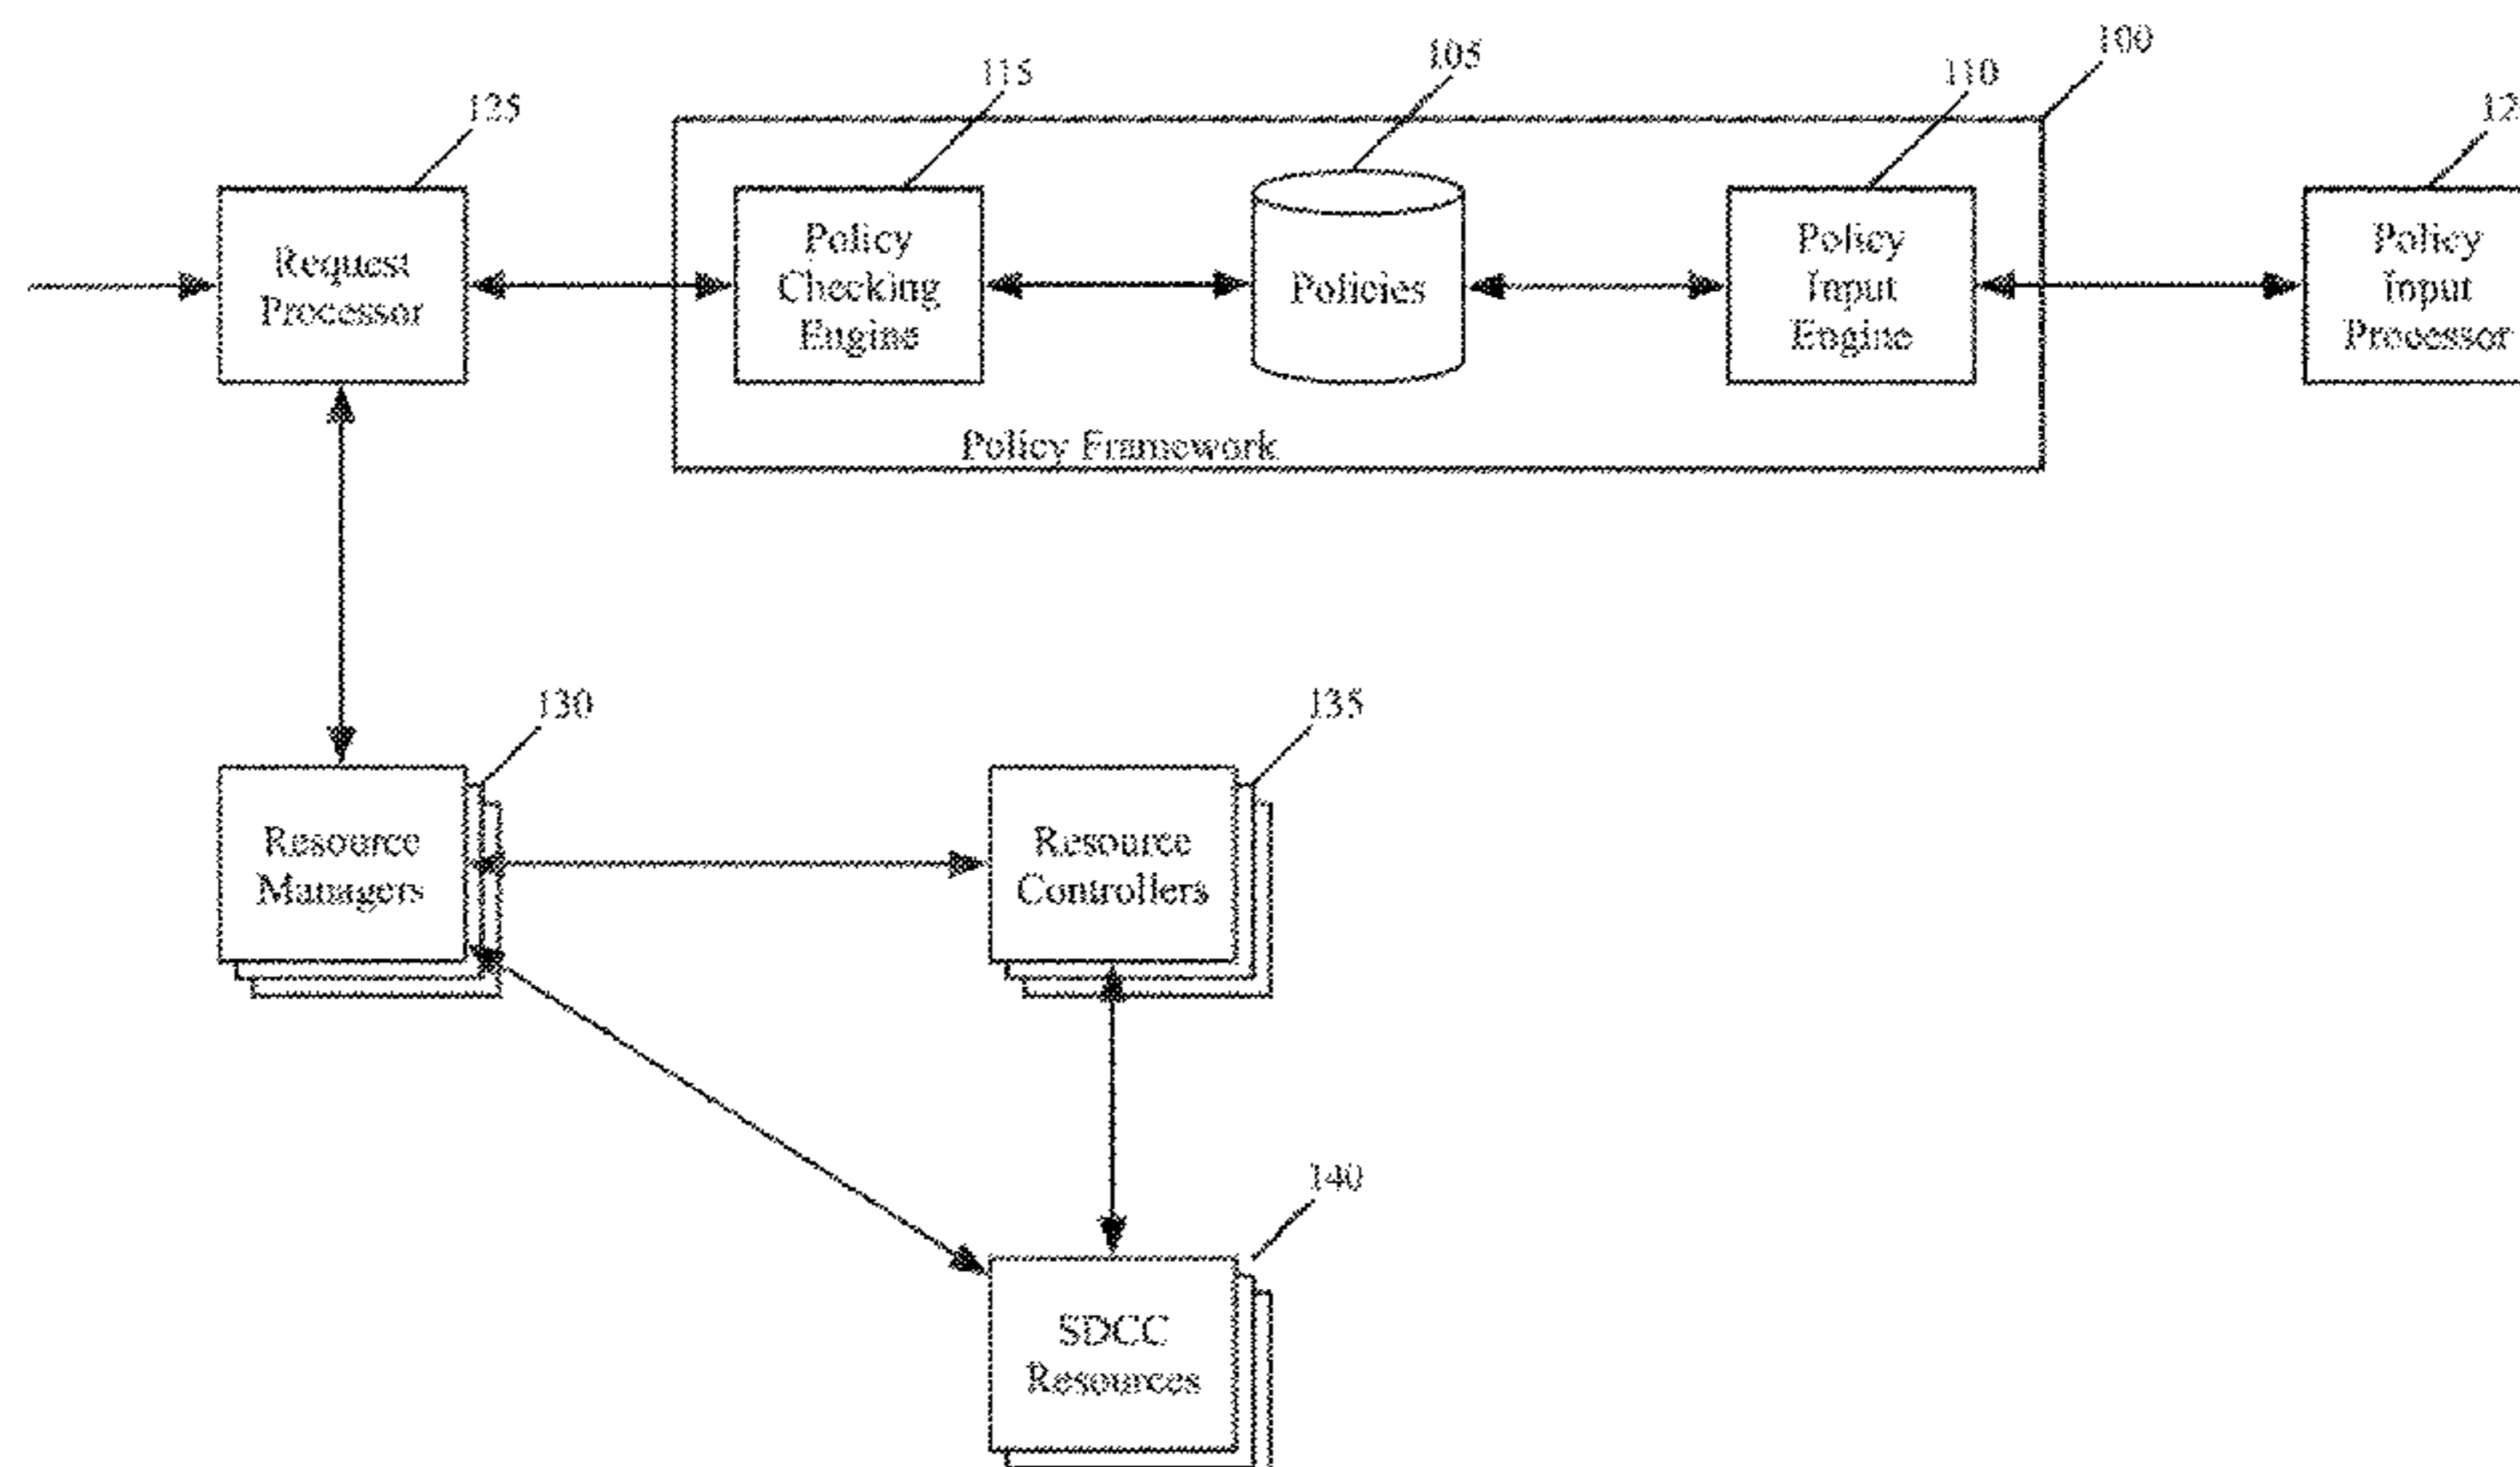 100
105
110
115
125
12
Request
Processor
Policy
Checking
Engine
Policies
Policy
Input
Engine
Policy
Input
Processor
Policy Framework
130
135
Resource
Managers
Resource
Controllers
140
SDCC
Resources